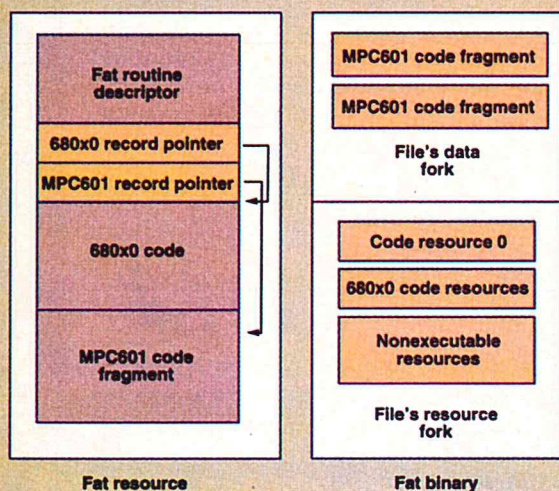 Fat routine
descriptor
680x0 record pointer
MPC601 record pointer
680x0 code
MPC601 code
fragment
Fat resource
MPC601 code fragment
MPC601 code fragment
File's data
fork
Code resource 0
680x0 code resources
Nonexecutable
resources
File's resource
fork
Fat binary